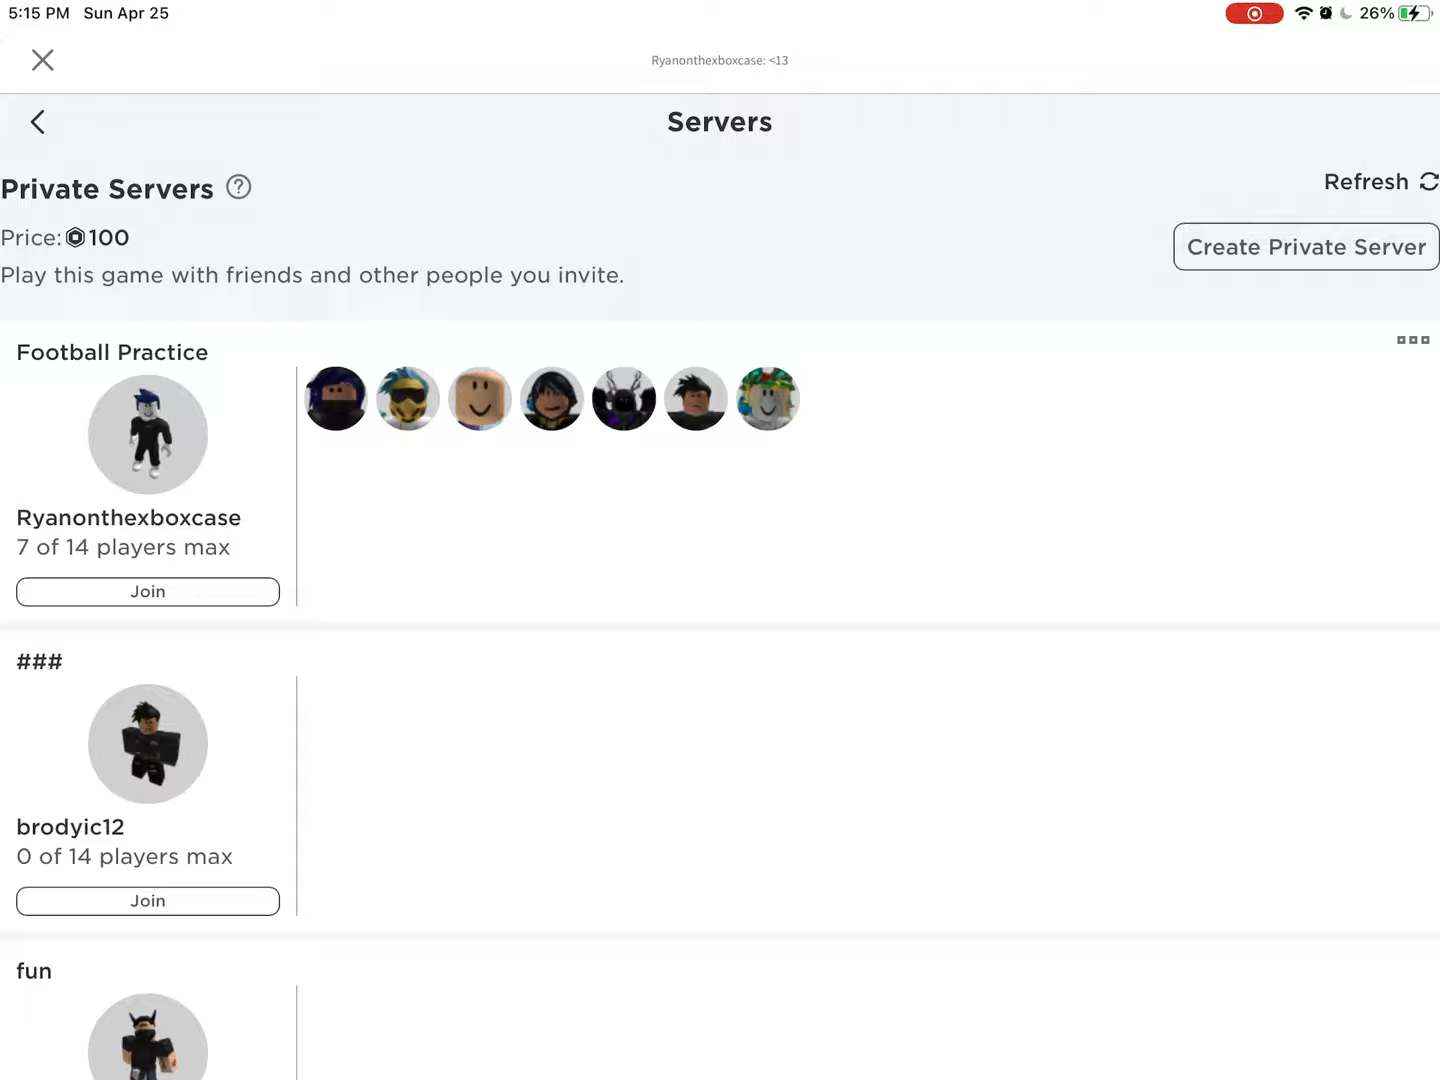 5:15 PM Sun Apr 25
26%
Ryanonthexboxcase: <13
Servers
Private Servers ?
Refresh
Price: 100
Create Private Server
Play this game with friends and other people you invite.
Football Practice
Ryanonthexboxcase
7 of 14 players max
Join
###
brodyic12
0 of 14 players max
Join
fun